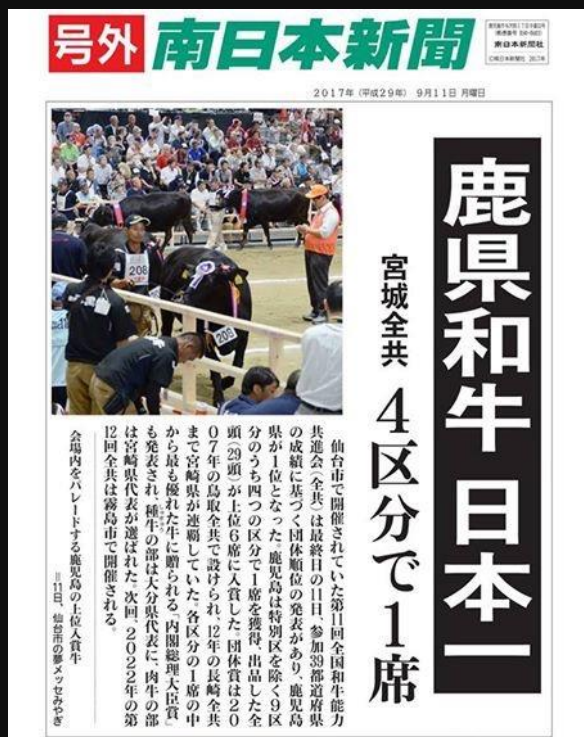 号外 南日本新聞
南日本新聞社
2017年(平成29年) 9月11日 月曜日
鹿県和牛 日本一
宮城全共 4区分で1席
208
208
仙台市で開催されていた第11回全国和牛能力
共進会(全共)は最終日の11日、参加39都道府県
の成績に基づく団体順位の発表があり、鹿児島
県が1位となった。鹿児島は特別区を除く9区
分のうち四つの区分で1席を獲得、出品した全
頭(29頭)が上位6席に入賞した。団体賞は20
07年の鳥取全共で設けられ、12年の長崎全共
まで宮崎県が連覇していた。各区分の1席の中
から最も優れた牛に贈られる「内閣総理大臣賞」
も発表され、種牛の部は大分県代表に、肉牛の部
は宮崎県代表が選ばれた。次回、2022年の第
12回全共は霧島市で開催される。
会場内をパレードする鹿児島の上位入賞牛
=11日、仙台市の夢メッセみやぎ